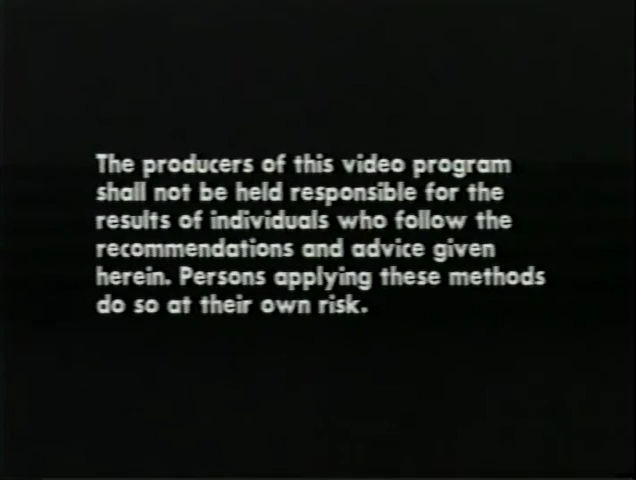 The producers of this video program
shall not be held responsible for the
results of individuals who follow the
recommendations and advice given
herein. Persons applying these methods
do so at their own risk.